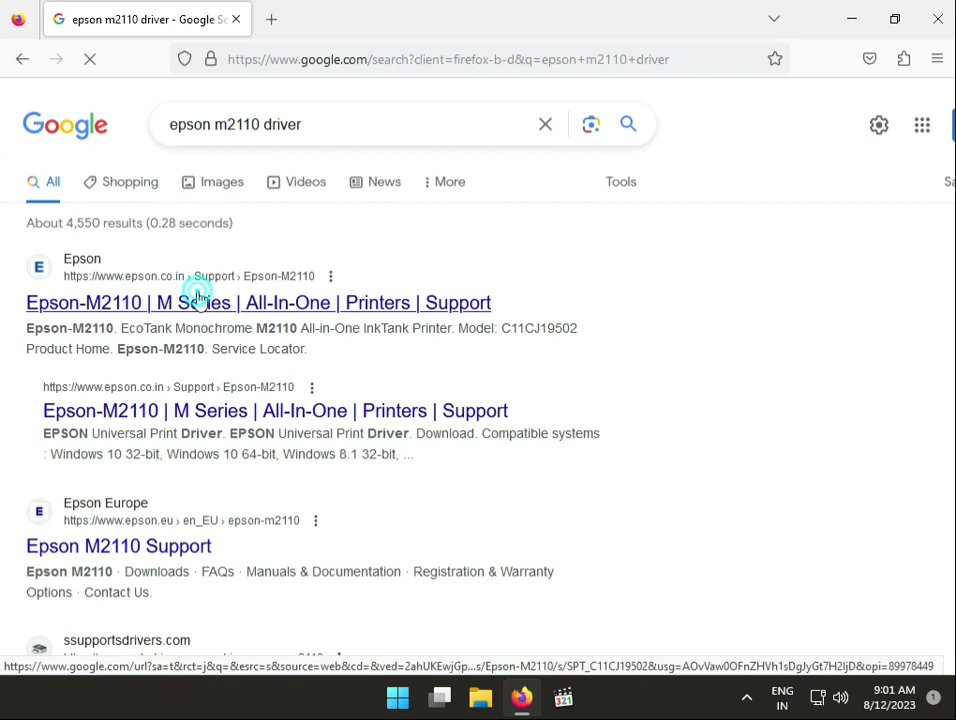 epson m2110 driver - Google Se
https://www.google.com/search?client=firefox-b-d&q=epson+m2110+driver
Google
epson m2110 driver
All
Shopping
Images
Videos
News
More
Tools
Sa
About 4,550 results (0.28 seconds)
E
Epson
https://www.epson.co.in › Support › Epson-M2110
Epson-M2110 | M Series | All-In-One | Printers | Support
Epson-M2110. EcoTank Monochrome M2110 All-in-One InkTank Printer. Model: C11CJ19502
Product Home. Epson-M2110. Service Locator.
https://www.epson.co.in › Support › Epson-M2110
Epson-M2110 | M Series | All-In-One | Printers | Support
EPSON Universal Print Driver. EPSON Universal Print Driver. Download. Compatible systems
: Windows 10 32-bit, Windows 10 64-bit, Windows 8.1 32-bit, ...
E
Epson Europe
https://www.epson.eu › en_EU › epson-m2110
Epson M2110 Support
Epson M2110 · Downloads · FAQs · Manuals & Documentation · Registration & Warranty
Options · Contact Us.
ssupportsdrivers.com
https://www.google.com/url?sa=t&rct=j&q=&esrc=s&source=web&cd=&ved=2ahUKEwjGp...s/Epson-M2110/s/SPT_C11CJ19502&usg=AOvVaw0OFnZHVh1sDgJyGt7H2IjD&opi=89978449
321
ENG
IN
9:01 AM
8/12/2023
1